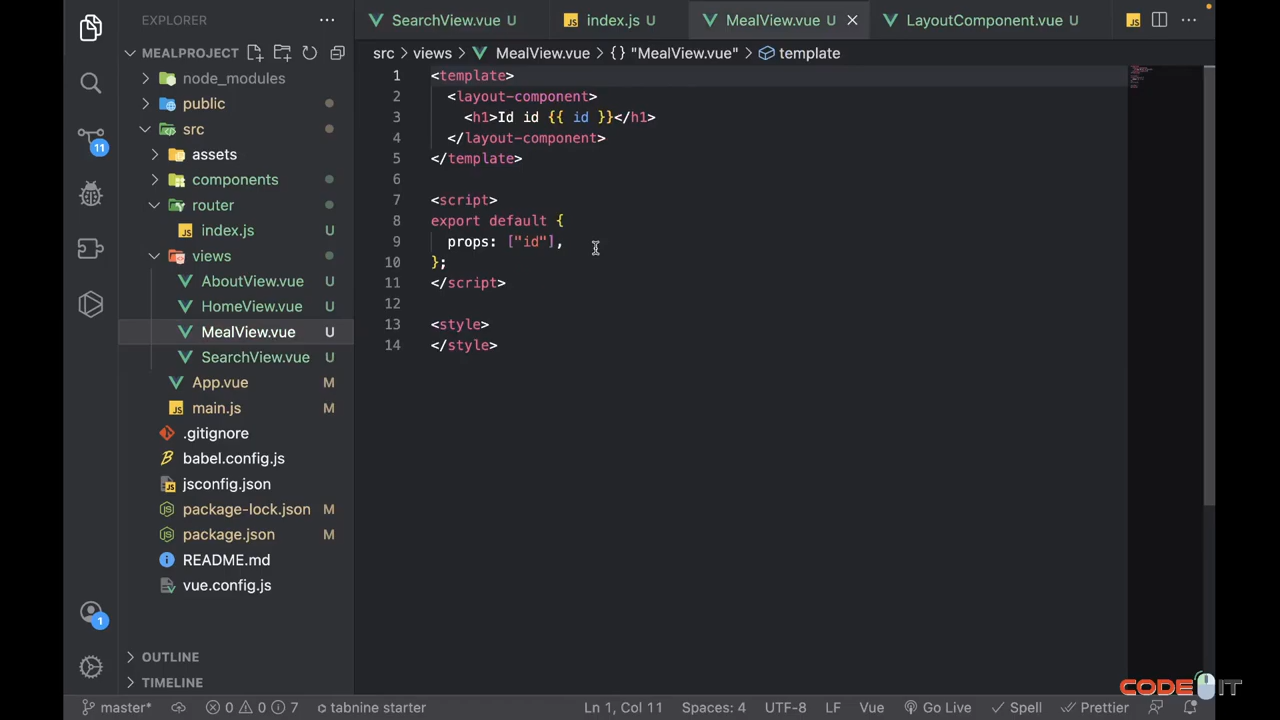 EXPLORER
MEALPROJECT
node_modules
public
src
assets
components
router
index.js U
views
AboutView.vue U
HomeView.vue U
MealView.vue U
SearchView.vue U
App.vue M
main.js M
.gitignore
babel.config.js
jsconfig.json
package-lock.json M
package.json M
README.md
vue.config.js
OUTLINE
TIMELINE
11
1
SearchView.vue U
index.js U
MealView.vue U
LayoutComponent.vue U
src > views > MealView.vue > {} "MealView.vue" > template
1 <template>
2 <layout-component>
3 <h1>Id id {{ id }}</h1>
4 </layout-component>
5 </template>
6
7 <script>
8 export default {
9 props: ["id"],
10 };
11 </script>
12
13 <style>
14 </style>
CODE IT
master* 0 0 7 tabnine starter Ln 1, Col 11 Spaces: 4 UTF-8 LF Vue Go Live Spell Prettier